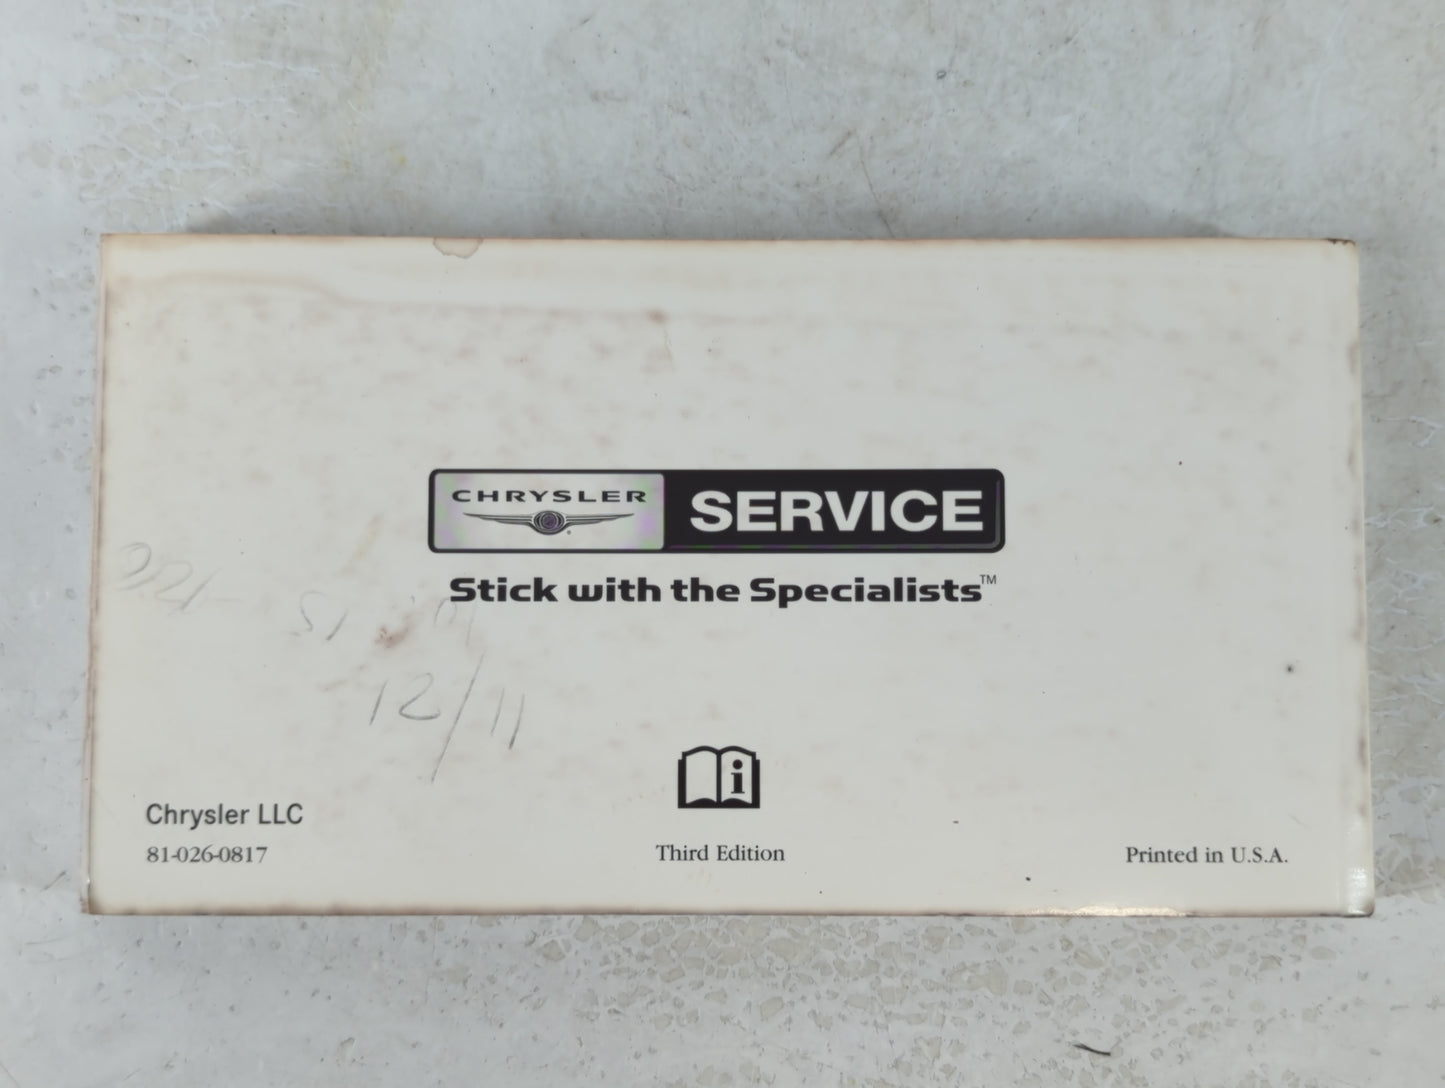 CHRYSLER
SERVICE
Stick with the Specialists™
12/11
i
Chrysler LLC
81-026-0817
Third Edition
Printed in U.S.A.